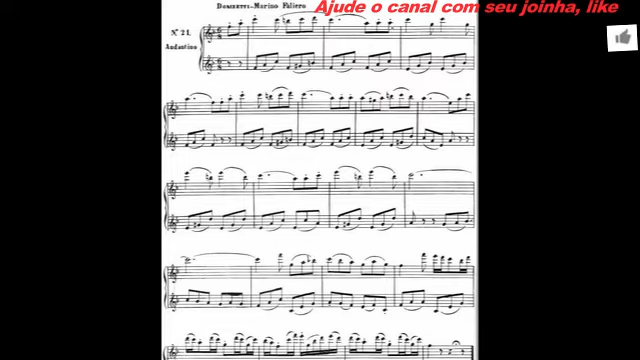 Donizetti-Marino Faliero
Ajude o canal com seu joinha, like
Nº 21.
Andantino